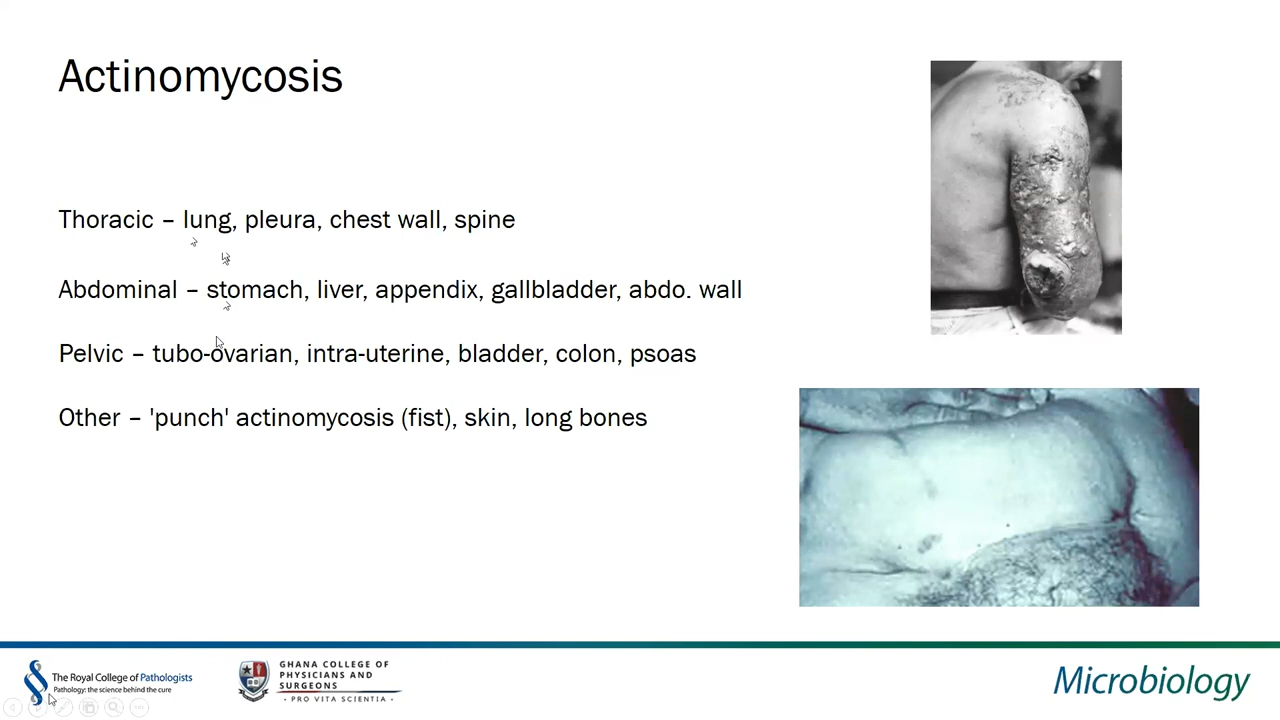 Actinomycosis
Thoracic – lung, pleura, chest wall, spine
Abdominal – stomach, liver, appendix, gallbladder, abdo. wall
Pelvic – tubo-ovarian, intra-uterine, bladder, colon, psoas
Other – 'punch' actinomycosis (fist), skin, long bones
The Royal College of Pathologists
Pathology: the science behind the cure
GHANA COLLEGE OF
PHYSICIANS AND
SURGEONS
• PRO VITA SCIENTIA •
Microbiology